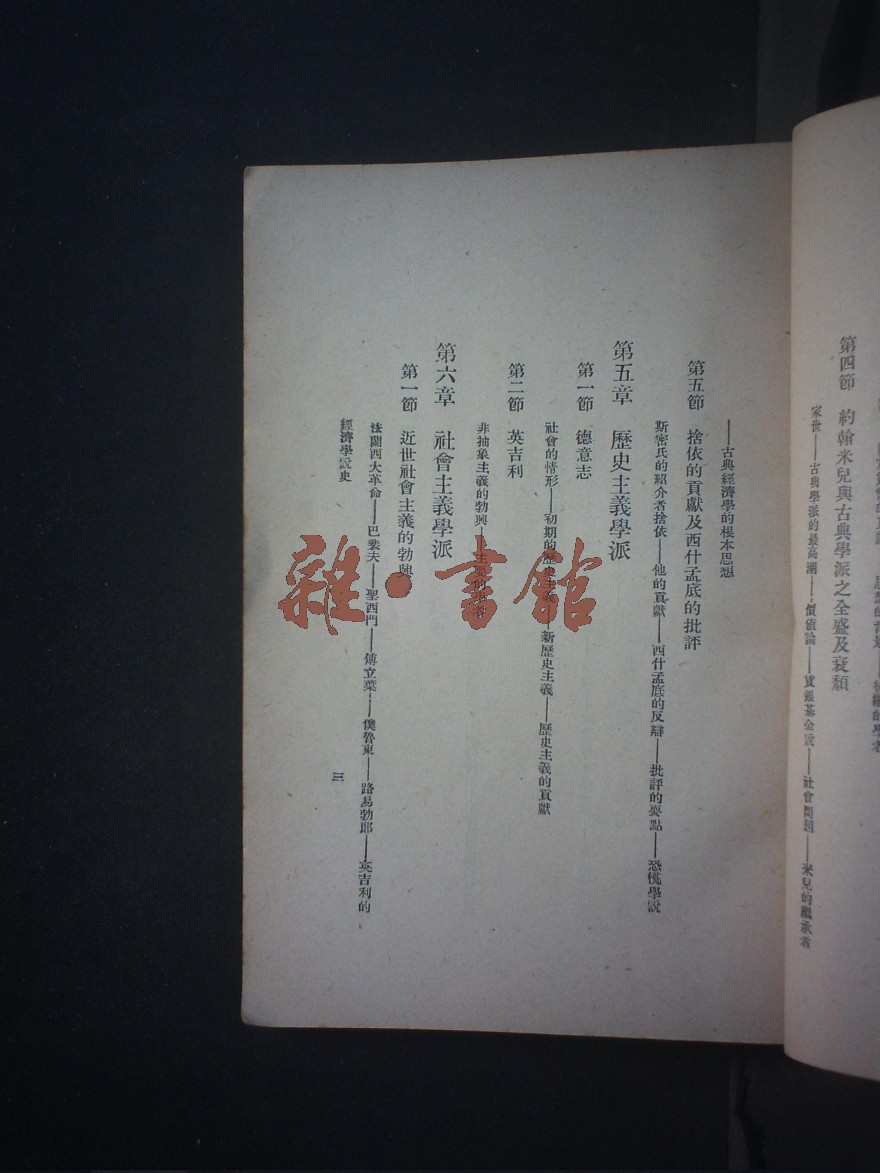 第四節　約翰米兒與古典學派之全盛及衰頹
家世——古典學派的最高潮——價値論——賃銀基金說——社會問題——米兒的繼承者
——古典經濟學的根本思想
第五節　捨依的貢獻及西什孟底的批評
斯密氏的紹介者捨依——他的貢獻——西什孟底的反辯——批評的要點——恐慌學說
第五章　歷史主義學派
第一節　德意志
社會的情形——初期的歷史主義——新歷史主義——歷史主義的貢獻
第二節　英吉利
非抽象主義的勃興——主要的學者
第六章　社會主義學派
第一節　近世社會主義的勃興
法蘭西大革命——巴裴夫——聖西門——傅立葉——僕魯東——路易勃郎——英吉利的
經濟學說史
三
雜·書館